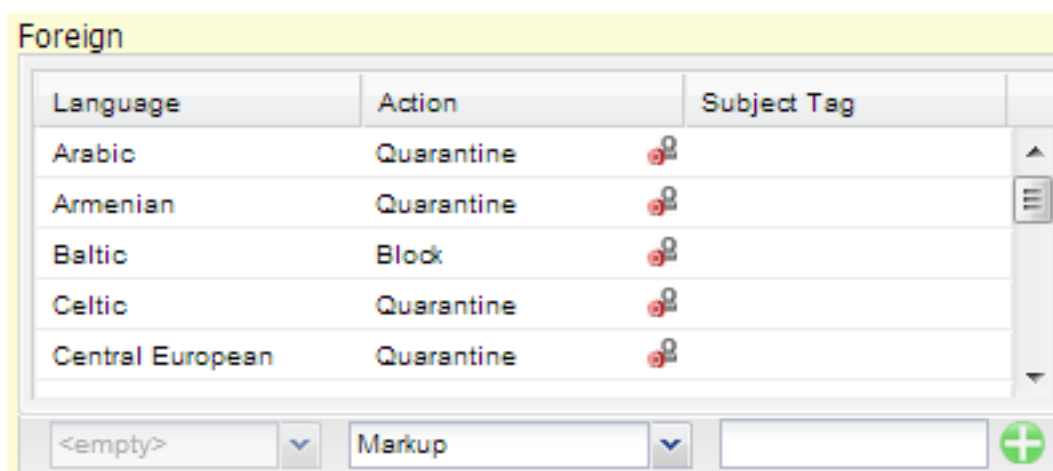 Foreign
Language Action Subject Tag
Arabic Quarantine
Armenian Quarantine
Baltic Block
Celtic Quarantine
Central European Quarantine
<empty> Markup